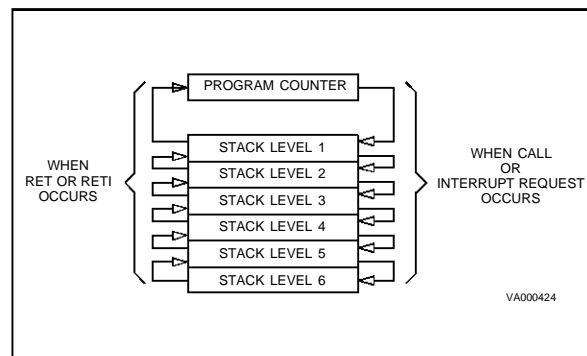 PROGRAM COUNTER
STACK LEVEL 1
STACK LEVEL 2
STACK LEVEL 3
STACK LEVEL 4
STACK LEVEL 5
STACK LEVEL 6
WHEN
RET OR RETI
OCCURS
WHEN CALL
OR
INTERRUPT REQUEST
OCCURS
VA000424